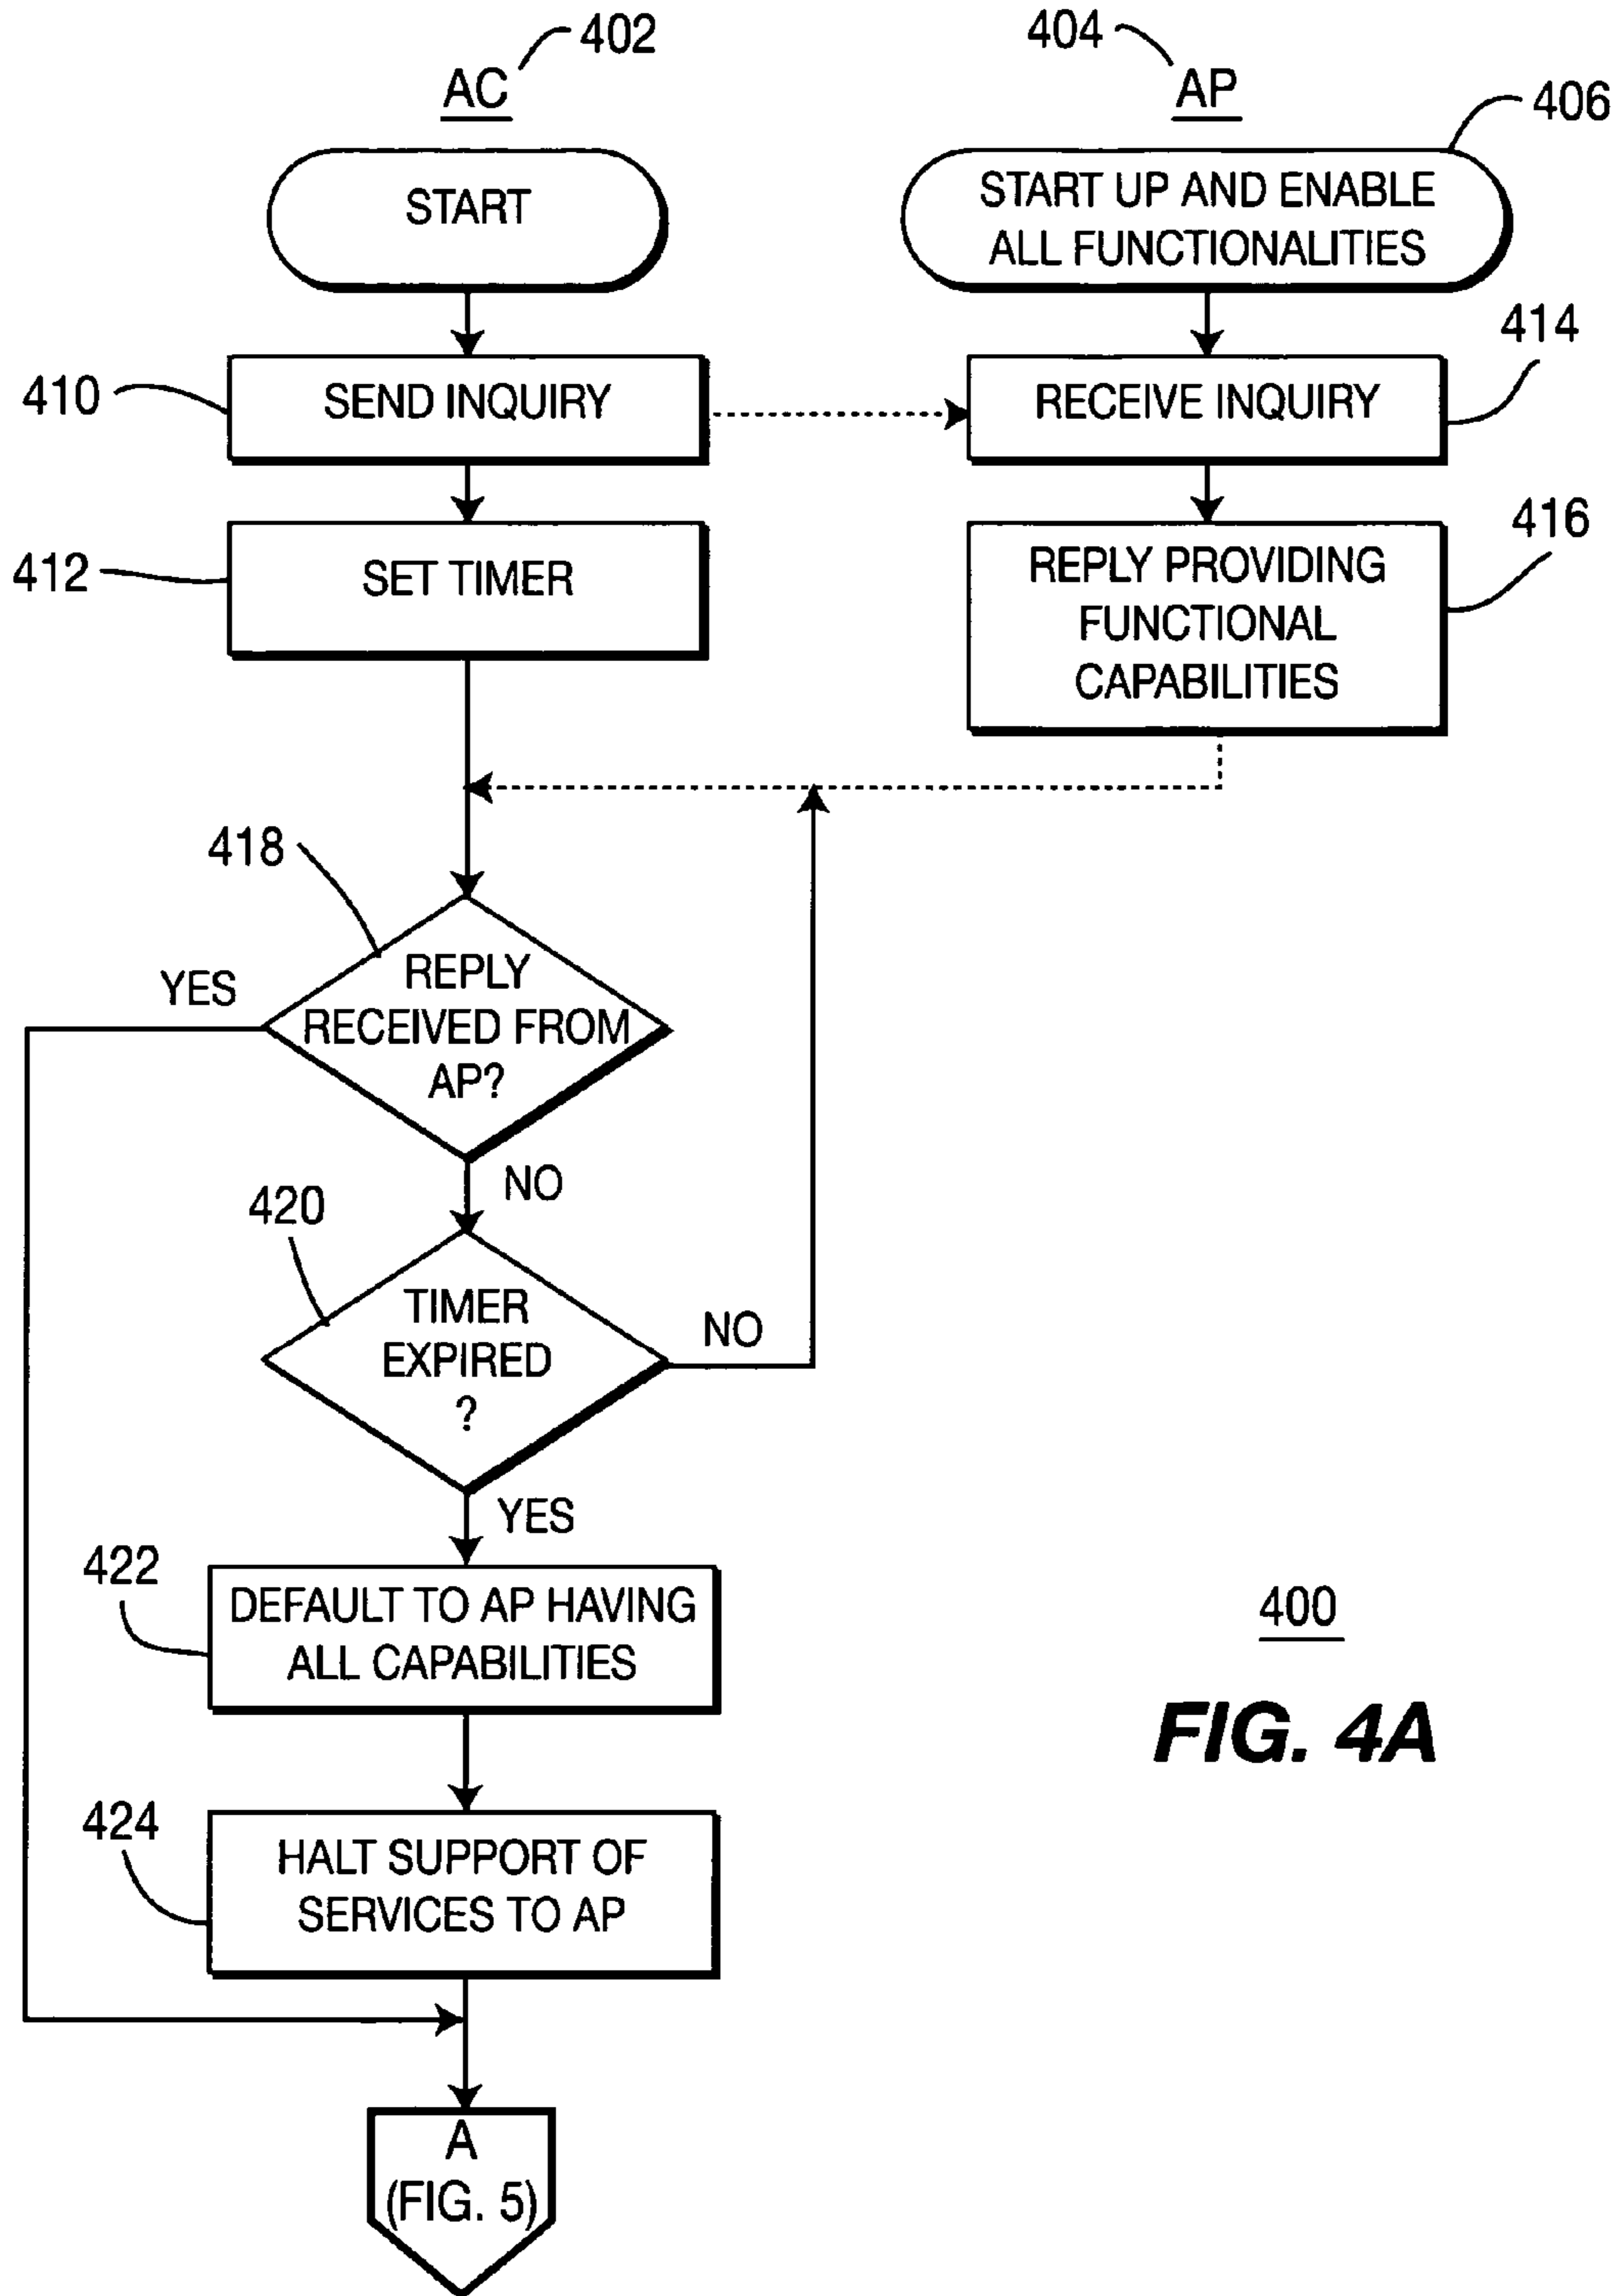 402
404
AC
AP
406
START
START UP AND ENABLE
ALL FUNCTIONALITIES
414
410
SEND INQUIRY
RECEIVE INQUIRY
416
412
SET TIMER
REPLY PROVIDING
FUNCTIONAL
CAPABILITIES
418
YES
REPLY
RECEIVED FROM
AP?
NO
420
TIMER
EXPIRED
?
NO
YES
422
DEFAULT TO AP HAVING
ALL CAPABILITIES
400
FIG. 4A
424
HALT SUPPORT OF
SERVICES TO AP
A
(FIG. 5)